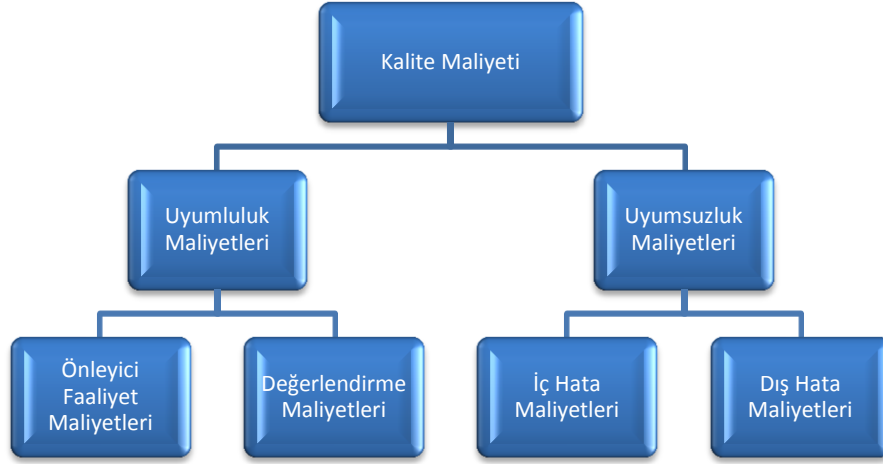 Kalite Maliyeti
Uyumluluk
Maliyetleri
Uyumsuzluk
Maliyetleri
Önleyici
Faaliyet
Maliyetleri
Değerlendirme
Maliyetleri
İç Hata
Maliyetleri
Dış Hata
Maliyetleri